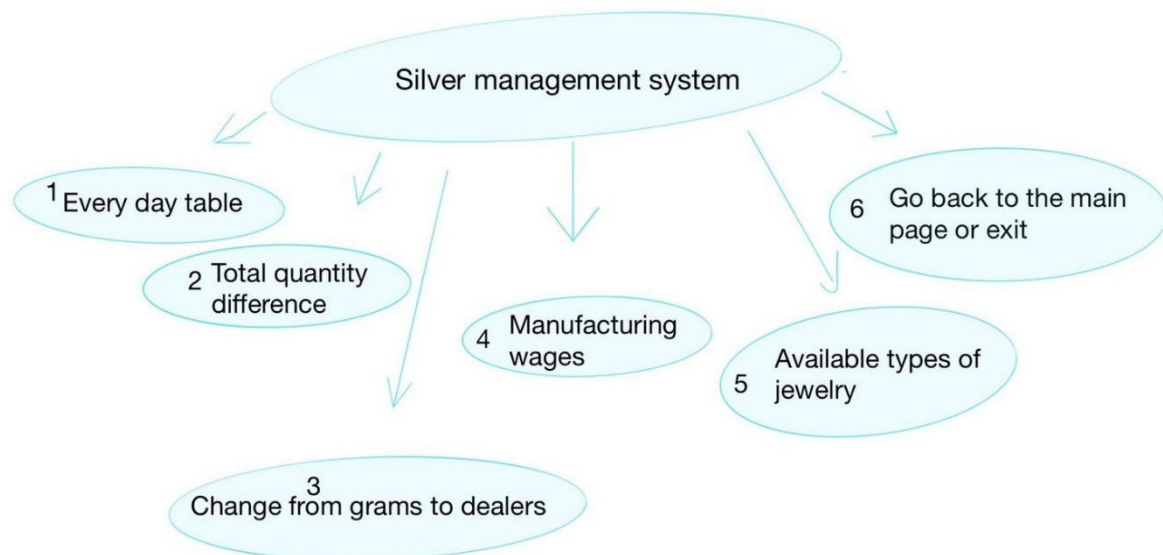 Silver management system
1 Every day table
2 Total quantity
difference
3
Change from grams to dealers
4 Manufacturing
wages
5 Available types of
jewelry
6 Go back to the main
page or exit